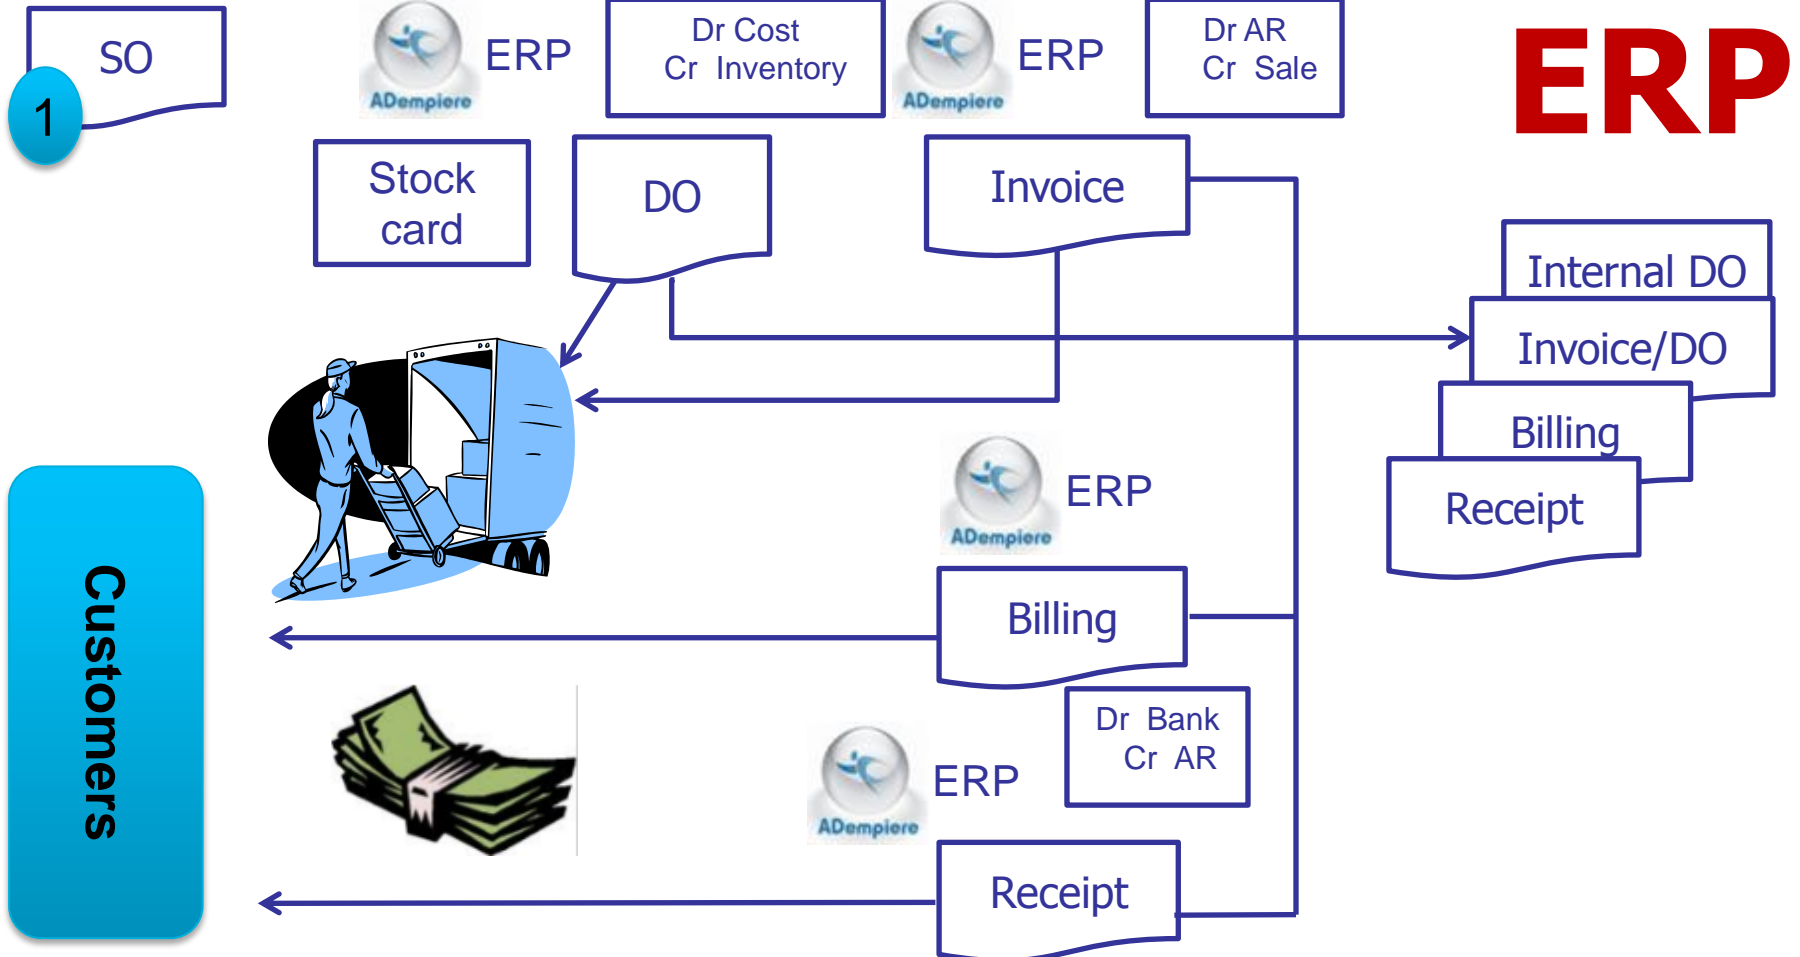 SO
1
ERP
ADempiere
Dr Cost
Cr Inventory
ERP
ADempiere
Dr AR
Cr Sale
ERP
Stock
card
DO
Invoice
Internal DO
Invoice/DO
Billing
Receipt
ERP
ADempiere
Customers
Billing
Dr Bank
Cr AR
ERP
ADempiere
Receipt